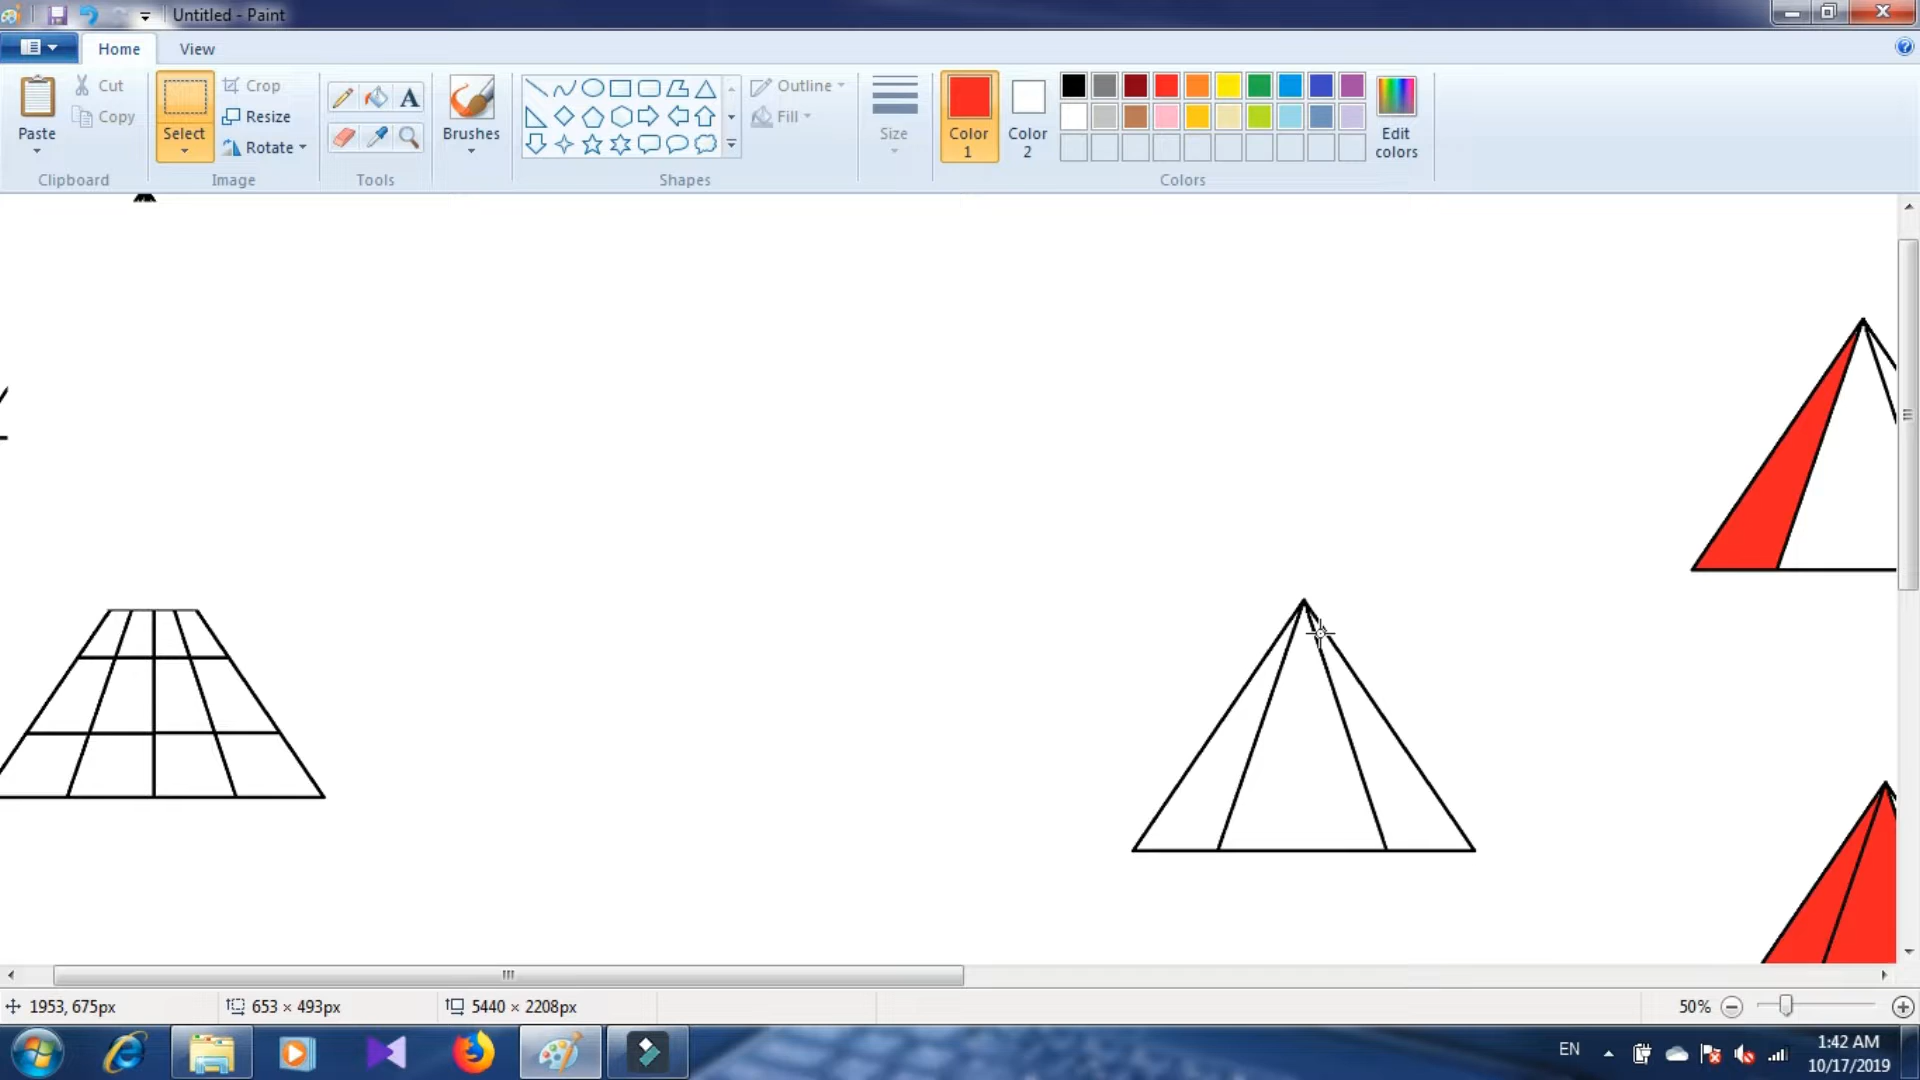 Untitled - Paint
Home View
Paste
Cut
Copy
Clipboard
Select
Crop
Resize
Rotate
Image
A
Tools
Brushes
Outline
Fill
Shapes
Size
Color
1
Color
2
Edit
colors
Colors
1953, 675px
653 × 493px
5440 × 2208px
50%
EN
1:42 AM
10/17/2019